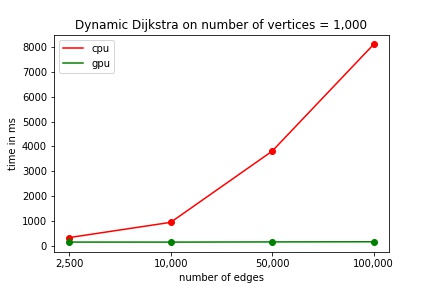 Dynamic Dijkstra on number of vertices = 1,000
cpu
gpu
time in ms
8000
7000
6000
5000
4000
3000
2000
1000
0
2,500 10,000 50,000 100,000
number of edges